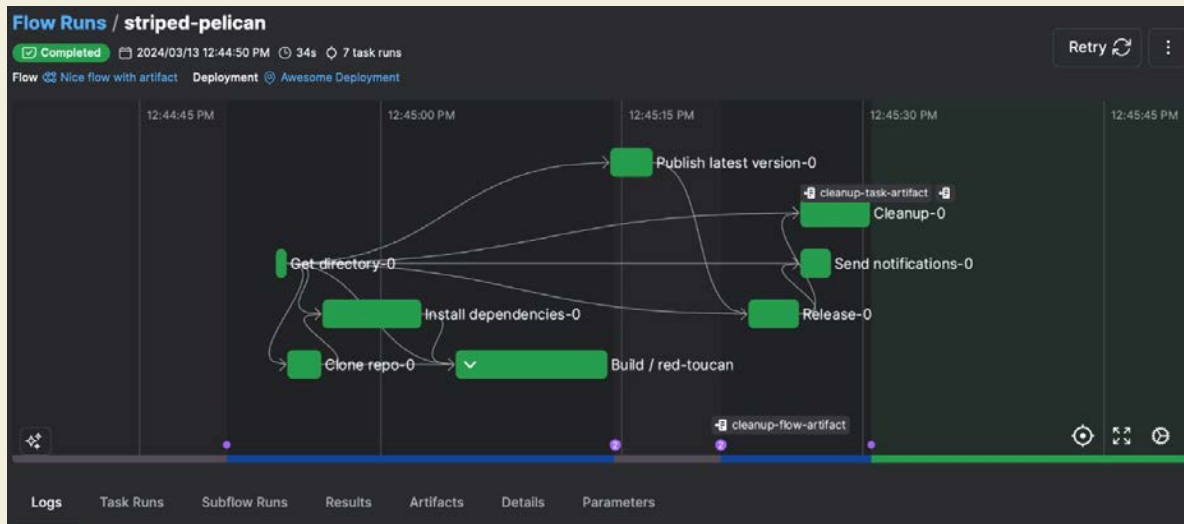 Flow Runs / striped-pelican
Completed 2024/03/13 12:44:50 PM 34s 7 task runs
Retry
Flow Nice flow with artifact Deployment Awesome Deployment
12:44:45 PM 12:45:00 PM 12:45:15 PM 12:45:30 PM 12:45:45 PM
Publish latest version-0
cleanup-task-artifact
Cleanup-0
Get directory-0
Send notifications-0
Install dependencies-0
Release-0
Clone repo-0
Build / red-toucan
cleanup-flow-artifact
2 2
Logs Task Runs Subflow Runs Results Artifacts Details Parameters